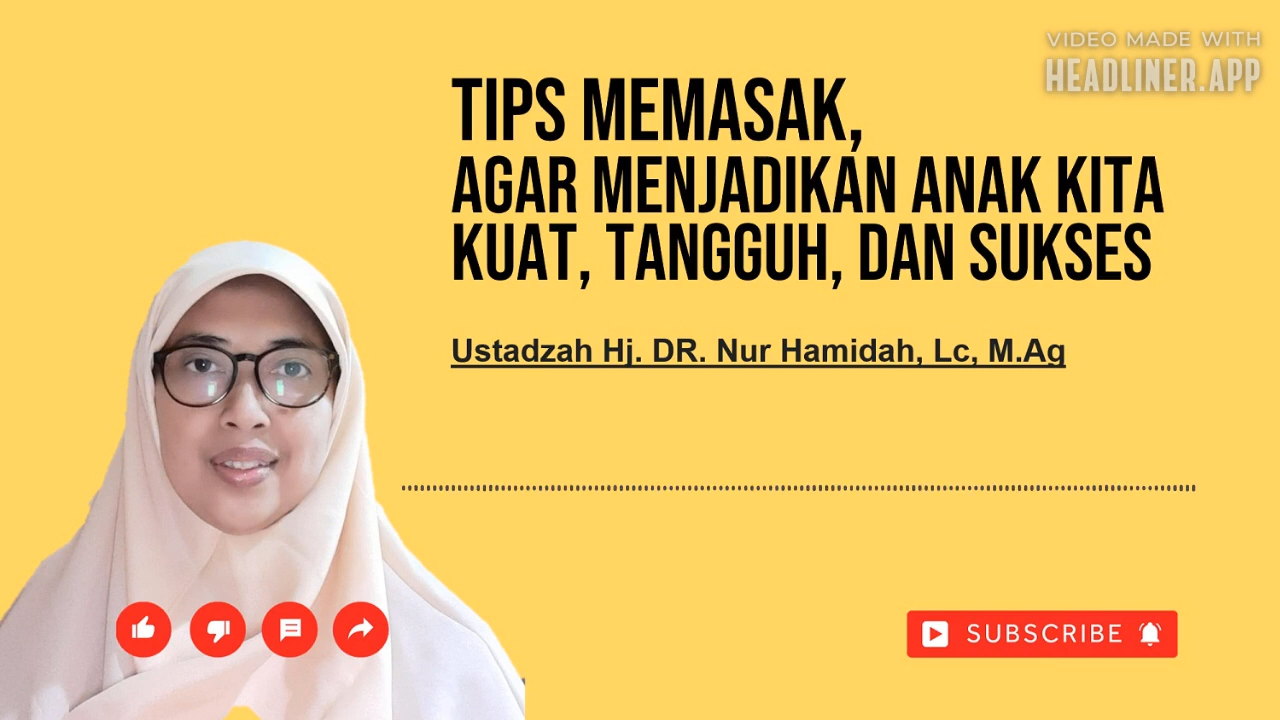 VIDEO MADE WITH
HEADLINER.APP
TIPS MEMASAK,
AGAR MENJADIKAN ANAK KITA
KUAT, TANGGUH, DAN SUKSES
Ustadzah Hj. DR. Nur Hamidah, Lc, M.Ag
SUBSCRIBE